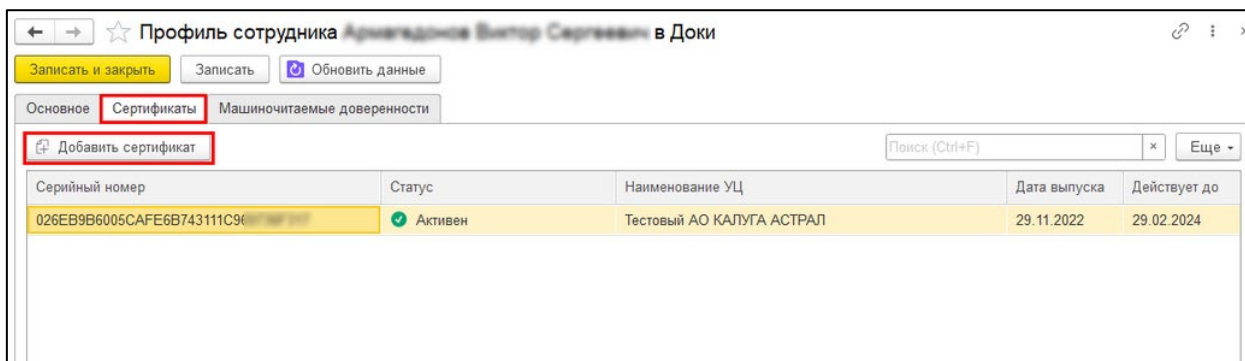 Профиль сотрудника в Доки
Записать и закрыть Записать Обновить данные
Основное Сертификаты Машиночитаемые доверенности
Добавить сертификат Поиск (Ctrl+F) × Еще
Серийный номер Статус Наименование УЦ Дата выпуска Действует до
026EB9B6005CAFE6B743111C9 Активен Тестовый АО КАЛУГА АСТРАЛ 29.11.2022 29.02.2024